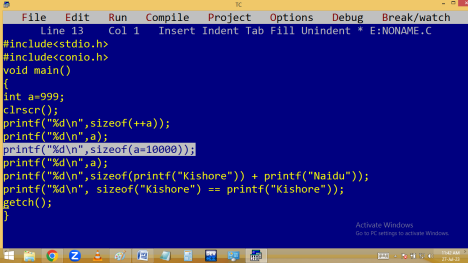 TC
File Edit Run Compile Project Options Debug Break/watch
Line 13 Col 1 Insert Indent Tab Fill Unindent * E:NONAME.C
#include<stdio.h>
#include<conio.h>
void main()
{
int a=999;
clrscr();
printf("%d\n",sizeof(++a));
printf("%d\n",a);
printf("%d\n",sizeof(a=10000));
printf("%d\n",a);
printf("%d\n",sizeof(printf("Kishore")) + printf("Naidu"));
printf("%d\n", sizeof("Kishore") == printf("Kishore"));
getch();
}
Activate Windows
Go to PC settings to activate Windows.